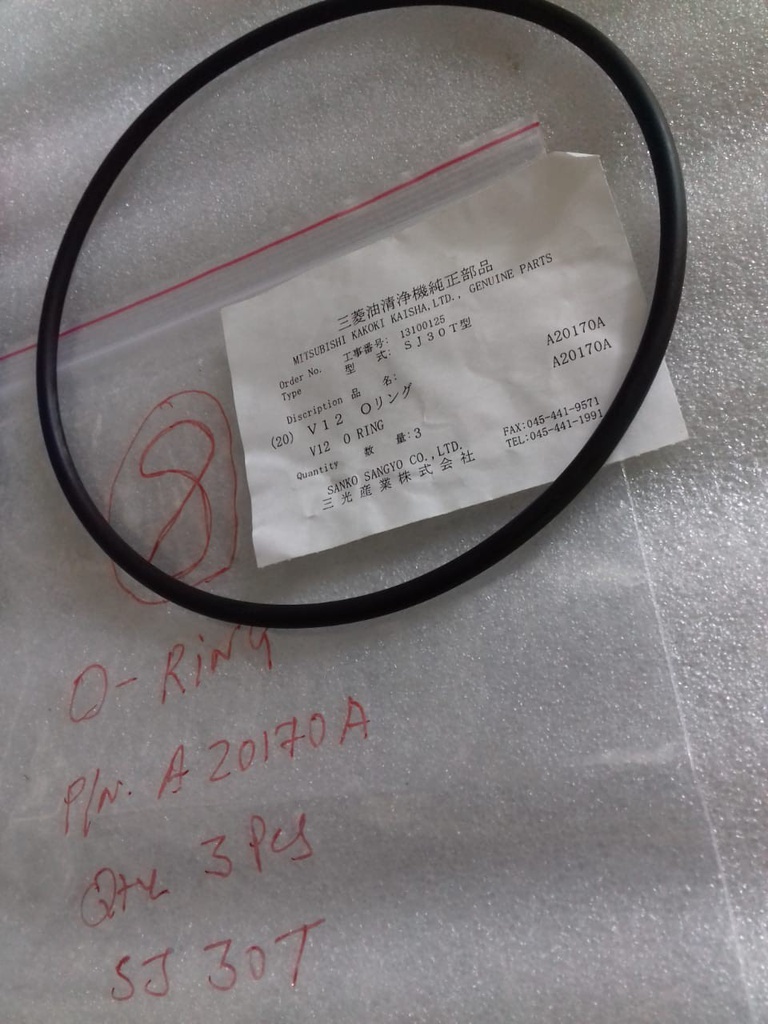 三菱油清浄機純正部品
MITSUBISHI KAKOKI KAISHA,LTD., GENUINE PARTS
Order No. 工事番号: 13100125
Type 型 式: SJ30T型
Discription 品 名:
(20) V12 Oリング A20170A
V12 O RING A20170A
Quantity 数 量:3
SANKO SANGYO CO.,LTD. FAX:045-441-9571
三光産業株式会社 TEL:045-441-1991
8
O-RiNG
P/N. A20170A
Qty 3 PCS
SJ 30T